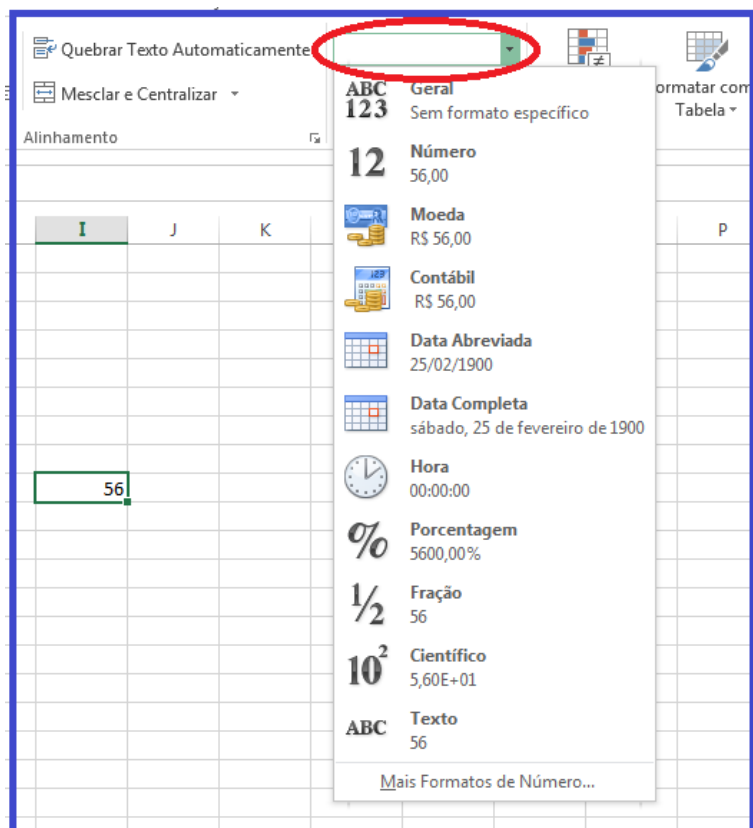 Quebrar Texto Automaticamente
Mesclar e Centralizar
ormatar com
Tabela
Alinhamento
ABC
123
Geral
Sem formato específico
12
Número
56,00
Moeda
R$ 56,00
Contábil
R$ 56,00
Data Abreviada
25/02/1900
Data Completa
sábado, 25 de fevereiro de 1900
Hora
00:00:00
%
Porcentagem
5600,00%
1/2
Fração
56
10²
Científico
5,60E+01
ABC
Texto
56
Mais Formatos de Número...
I J K P
56